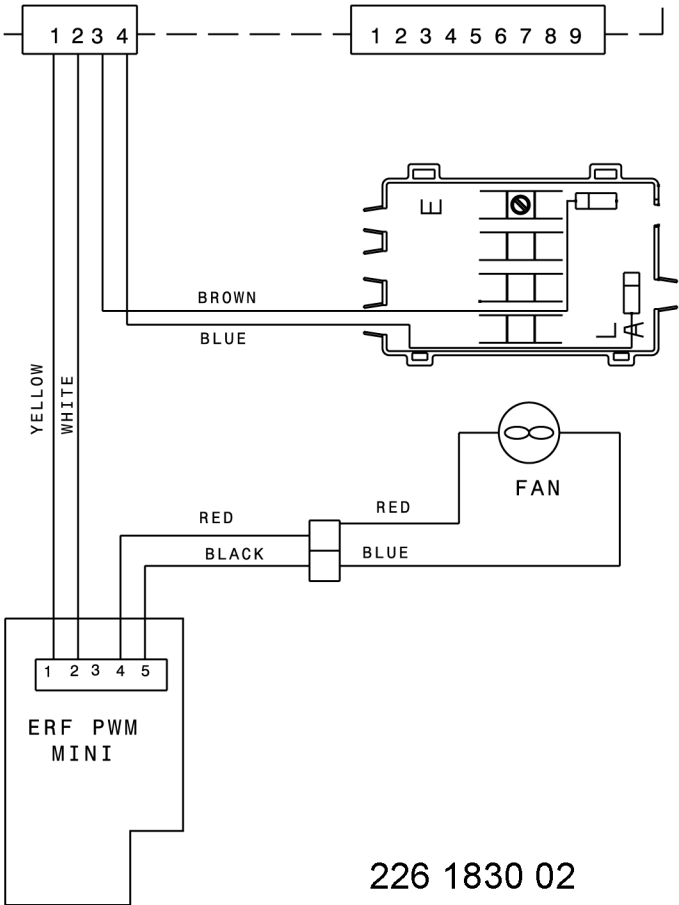 1 2 3 4
1 2 3 4 5 6 7 8 9
E
BROWN
BLUE
L
A
YELLOW
WHITE
FAN
RED
RED
BLACK
BLUE
1 2 3 4 5
ERF PWM
MINI
226 1830 02